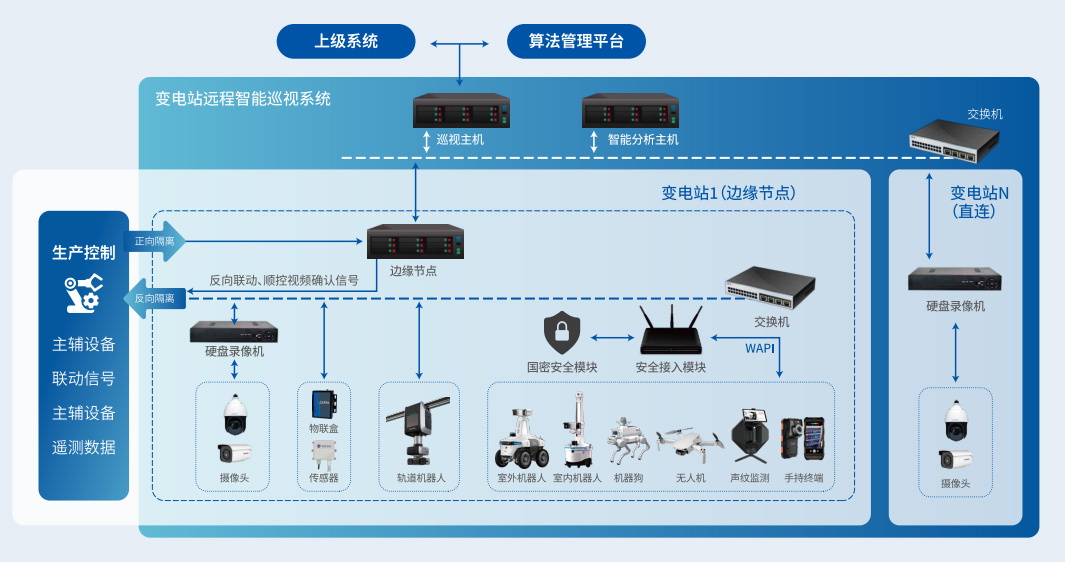 上级系统
算法管理平台
变电站远程智能巡视系统
巡视主机
智能分析主机
交换机
变电站1（边缘节点）
变电站N
（直连）
生产控制
主辅设备
联动信号
主辅设备
遥测数据
正向隔离
反向隔离
边缘节点
反向联动、顺控视频确认信号
交换机
硬盘录像机
国密安全模块
安全接入模块
WAPI
硬盘录像机
摄像头
物联盒
传感器
轨道机器人
室外机器人
室内机器人
机器狗
无人机
声纹监测
手持终端
摄像头